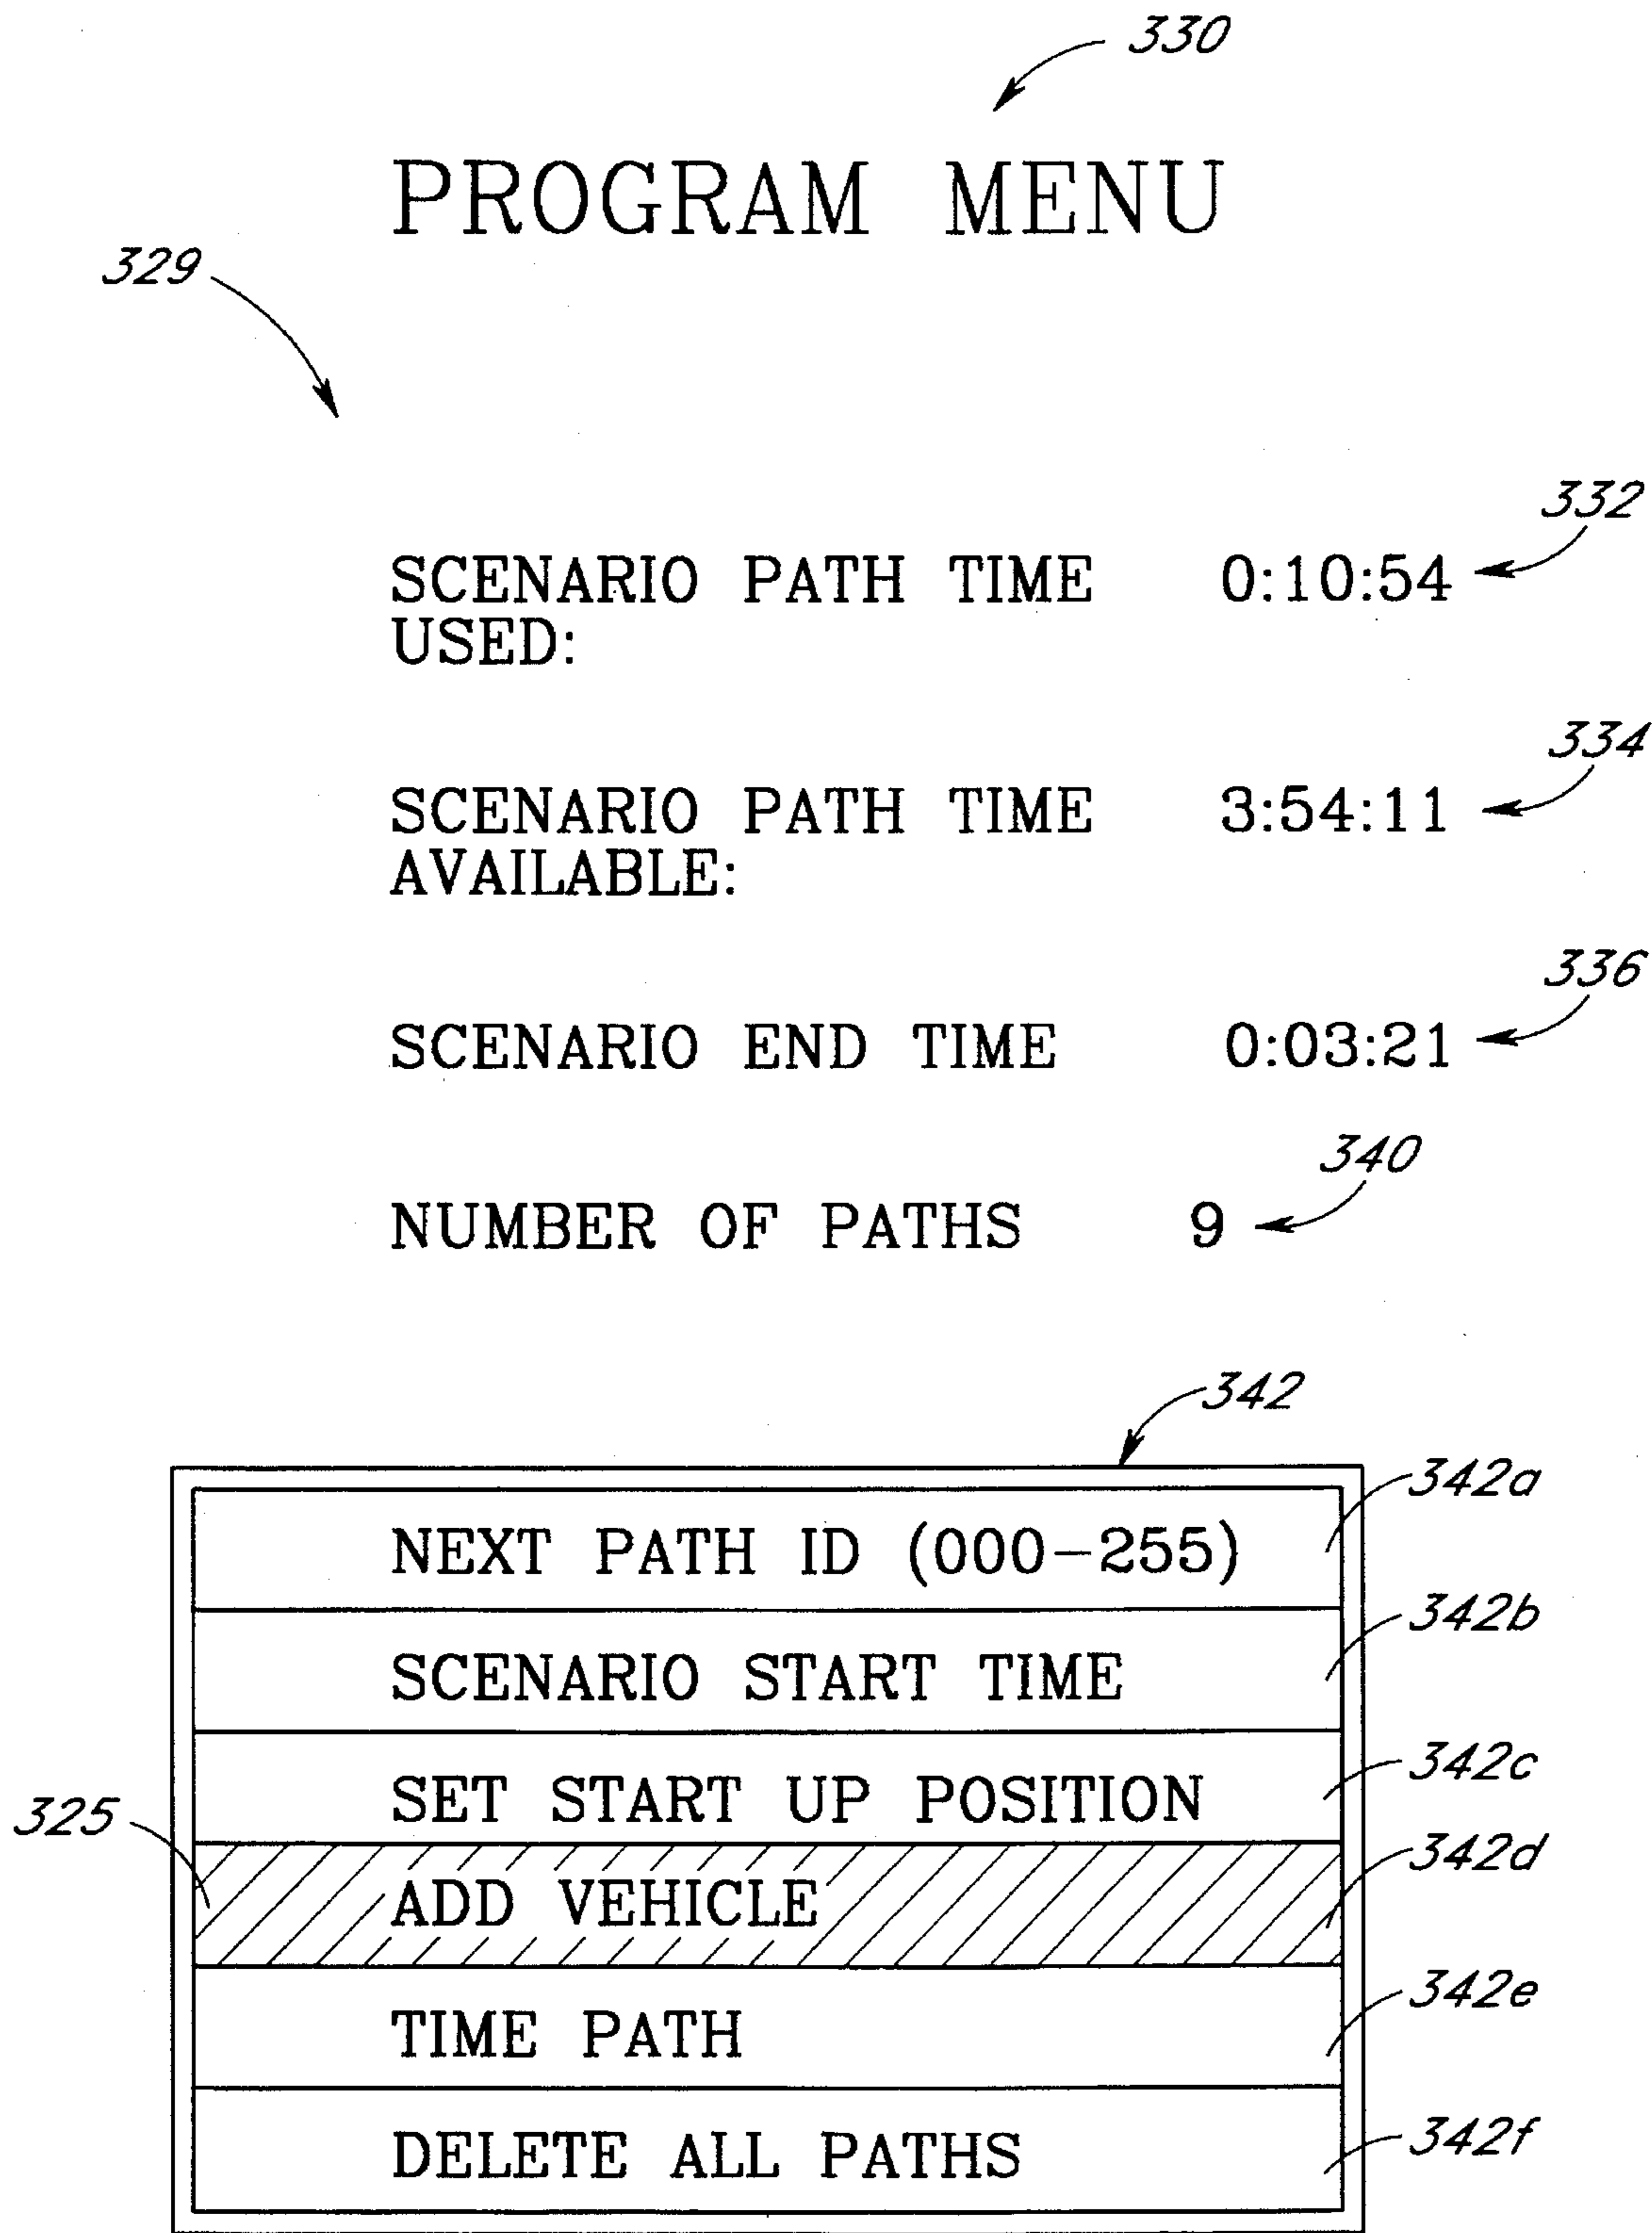 330
PROGRAM MENU
329
332
SCENARIO PATH TIME 0:10:54
USED:
334
SCENARIO PATH TIME 3:54:11
AVAILABLE:
336
SCENARIO END TIME 0:03:21
340
NUMBER OF PATHS 9
342
342a
NEXT PATH ID (000-255)
342b
SCENARIO START TIME
342c
SET START UP POSITION
325
342d
ADD VEHICLE
342e
TIME PATH
342f
DELETE ALL PATHS